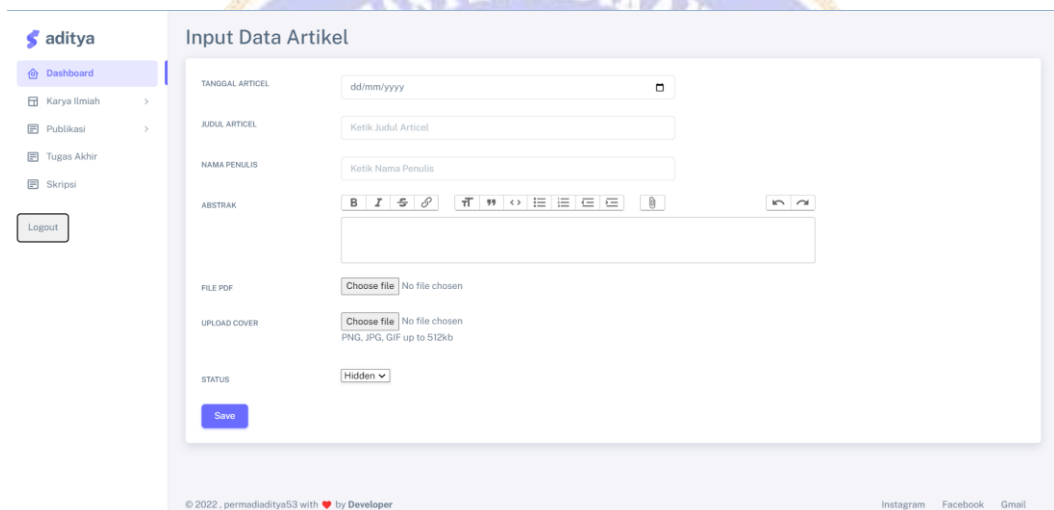 aditya
Dashboard
Karya Ilmiah
Publikasi
Tugas Akhir
Skripsi
Logout
Input Data Artikel
TANGGAL ARTICEL
dd/mm/yyyy
JUDUL ARTICEL
Ketik Judul Articel
NAMA PENULIS
Ketik Nama Penulis
ABSTRAK
B I S
FILE PDF
Choose file No file chosen
UPLOAD COVER
Choose file No file chosen
PNG, JPG, GIF up to 512kb
STATUS
Hidden
Save
© 2022 , permadiaditya53 with ❤ by Developer
Instagram Facebook Gmail